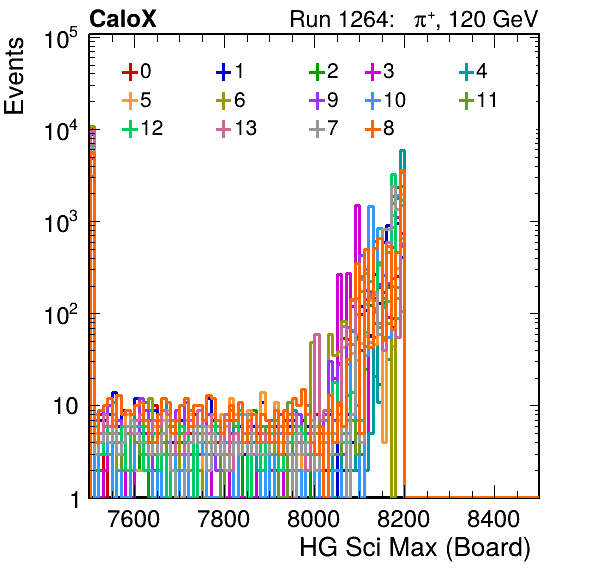 CaloX Run 1264: π⁺, 120 GeV
Events
10⁵
10⁴
10³
10²
10
1
0 1 2 3 4
5 6 9 10 11
12 13 7 8
7600 7800 8000 8200 8400
HG Sci Max (Board)